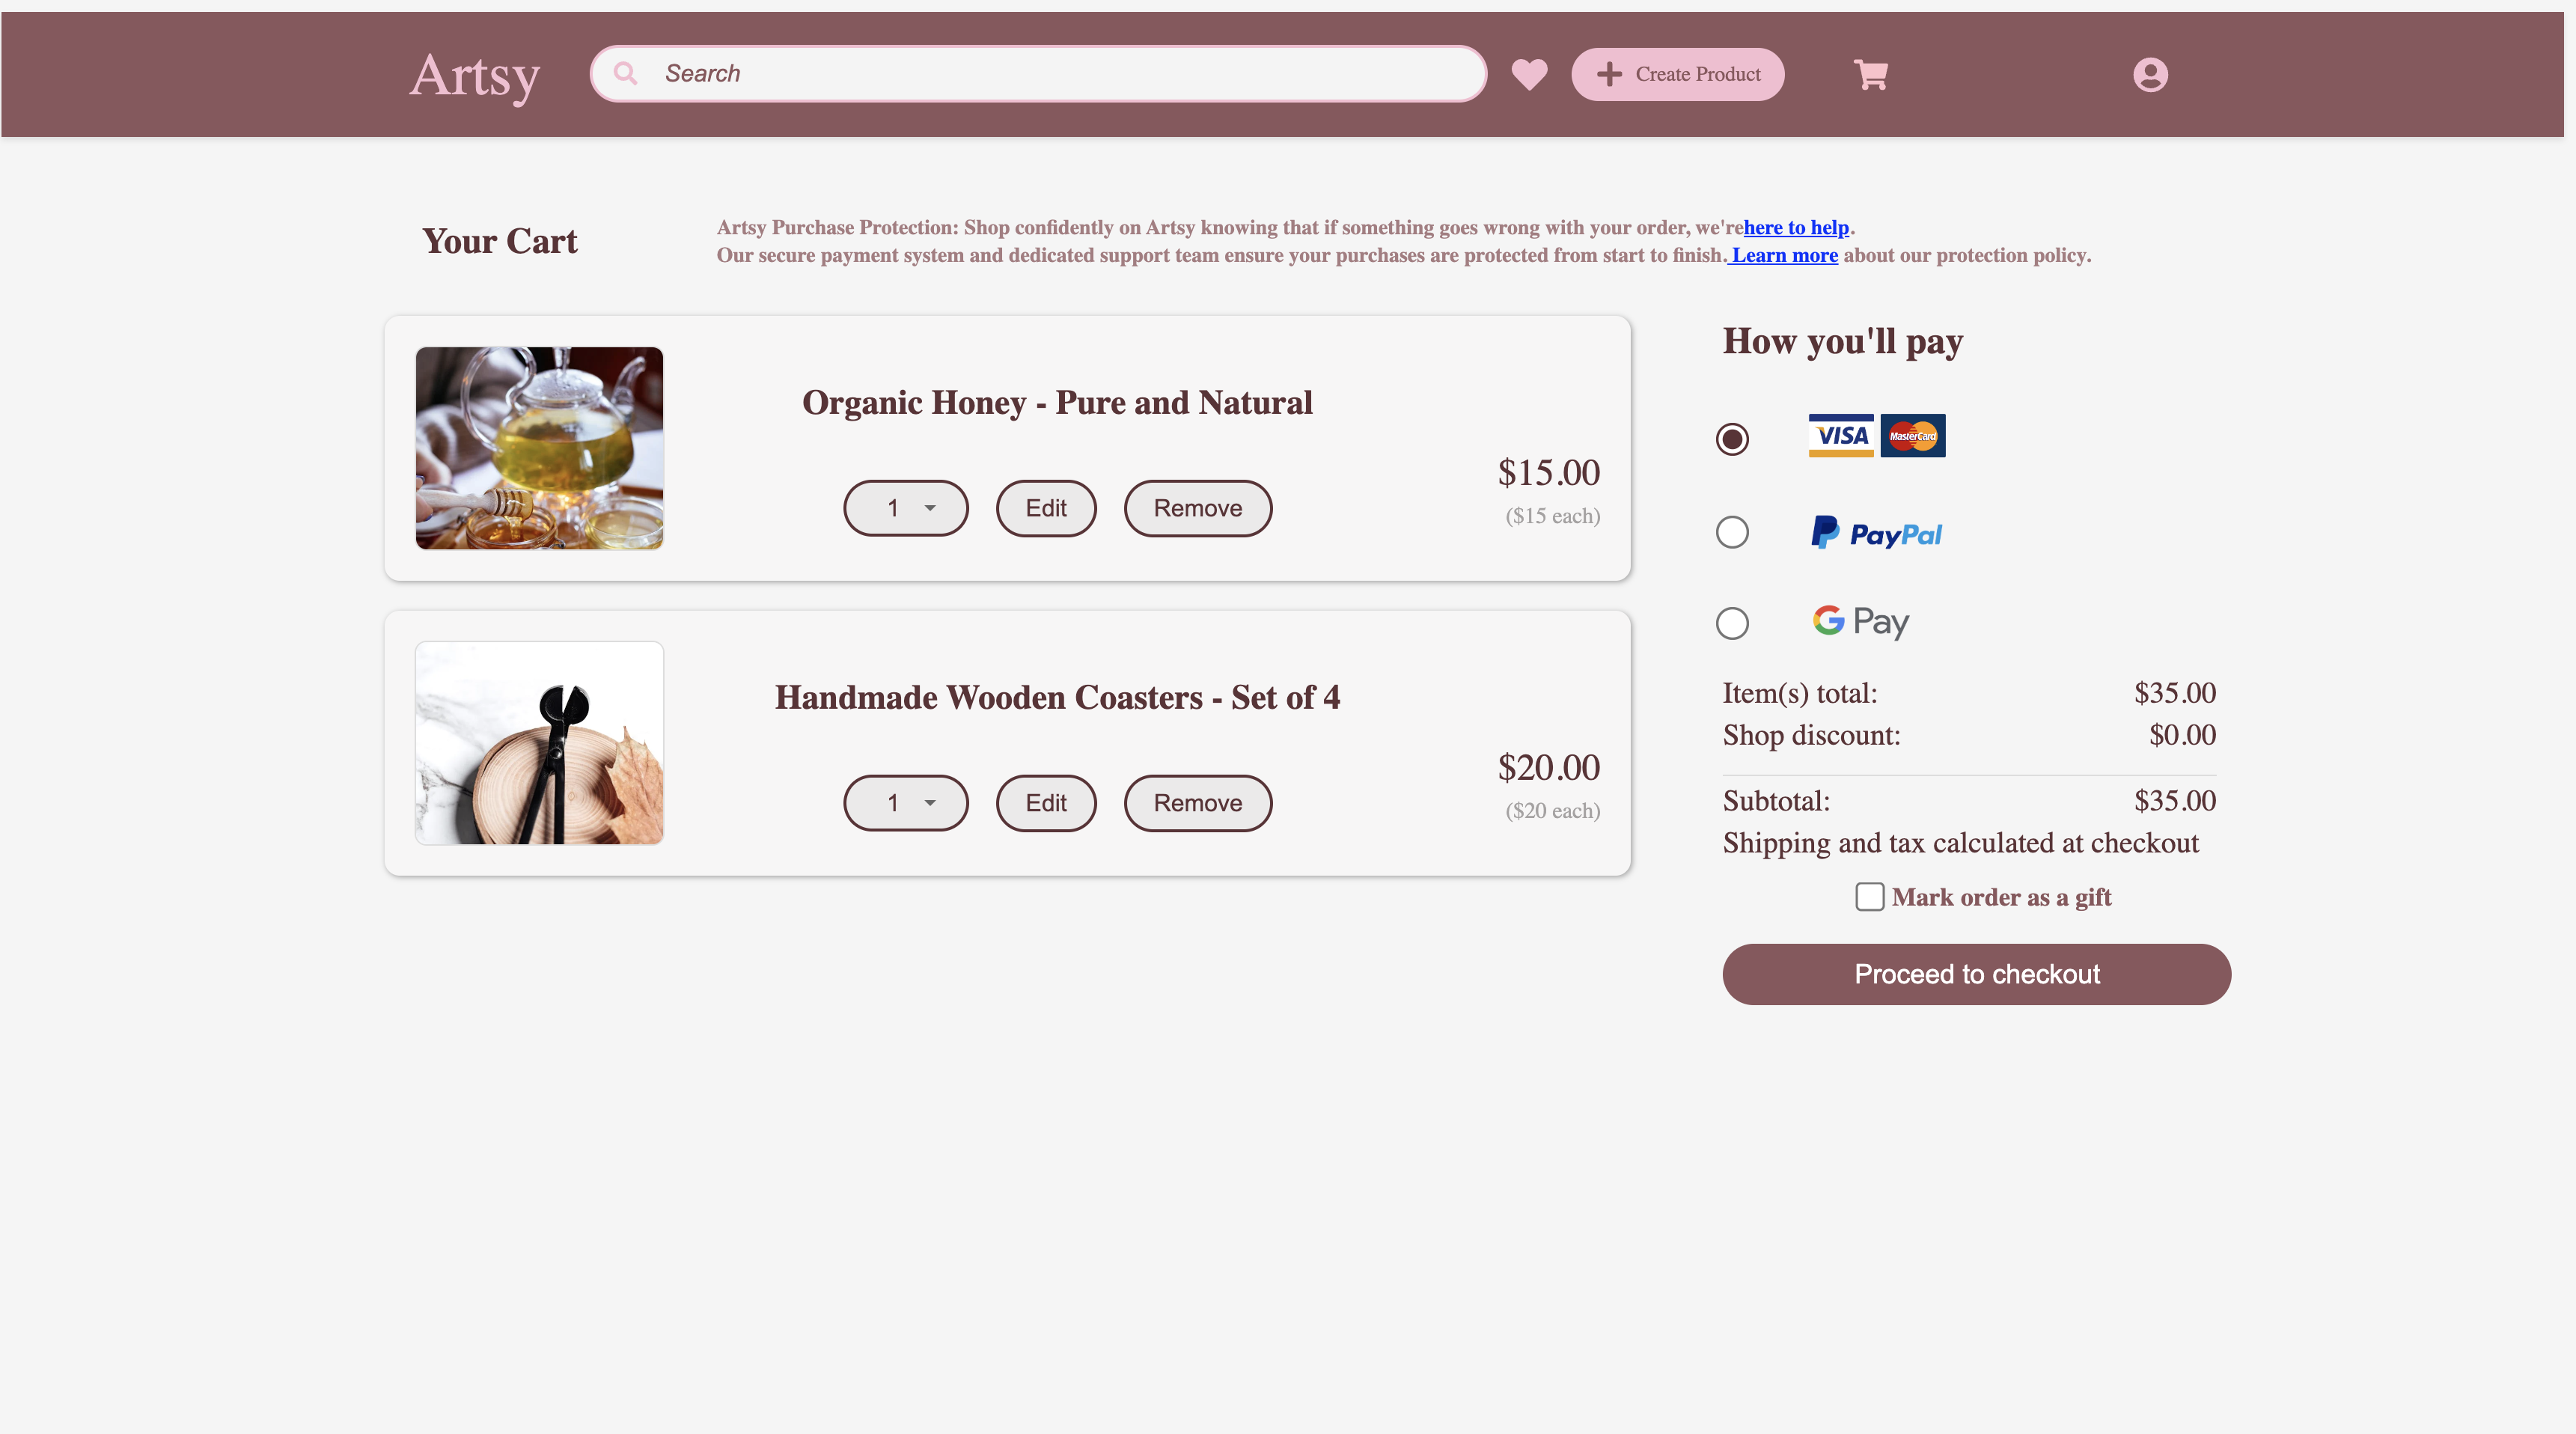 Artsy
Search
Create Product
Your Cart
Artsy Purchase Protection: Shop confidently on Artsy knowing that if something goes wrong with your order, we'rehere to help.
Our secure payment system and dedicated support team ensure your purchases are protected from start to finish. Learn more about our protection policy.
Organic Honey - Pure and Natural
1 Edit Remove
$15.00
($15 each)
Handmade Wooden Coasters - Set of 4
1 Edit Remove
$20.00
($20 each)
How you'll pay
VISA MasterCard
PayPal
G Pay
Item(s) total: $35.00
Shop discount: $0.00
Subtotal: $35.00
Shipping and tax calculated at checkout
Mark order as a gift
Proceed to checkout